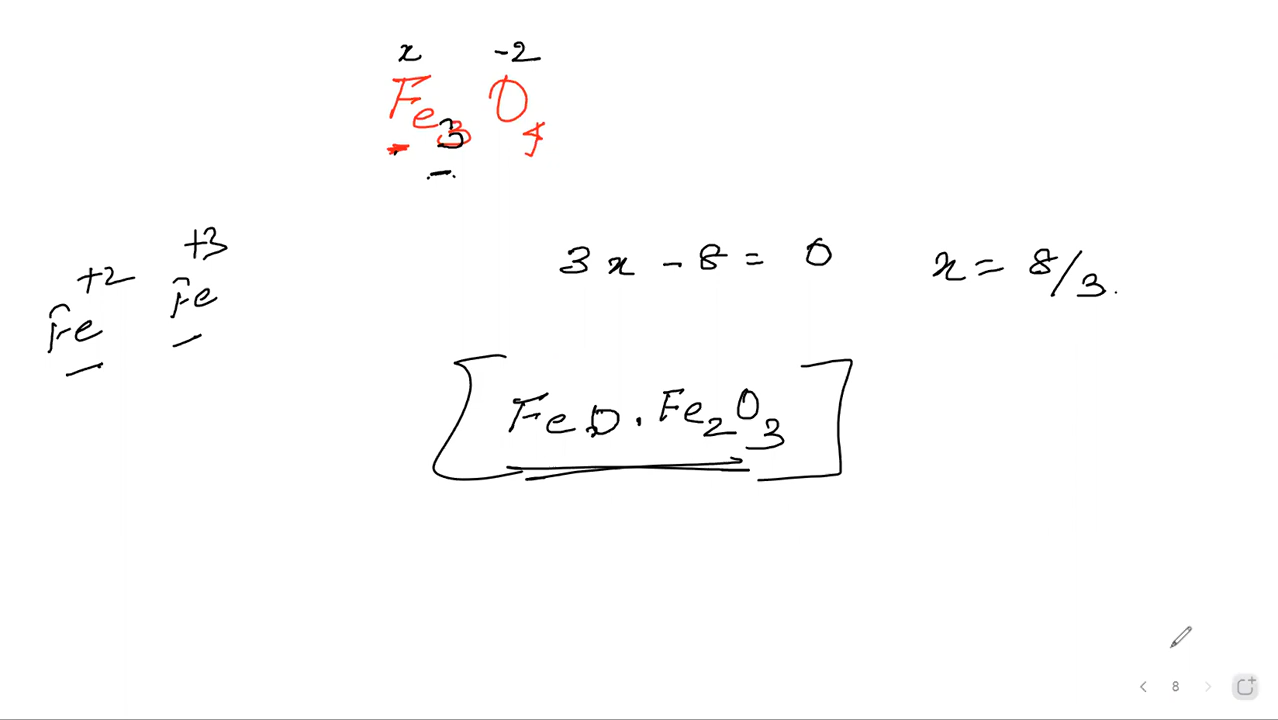 x -2
Fe3 O4
+2 +3
Fe Fe
3x - 8 = 0 x = 8/3.
[FeO . Fe2O3]
8